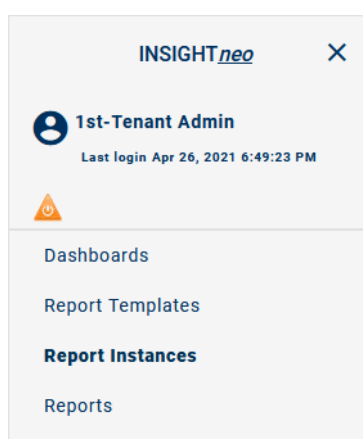 INSIGHTneo
1st-Tenant Admin
Last login Apr 26, 2021 6:49:23 PM
Dashboards
Report Templates
Report Instances
Reports